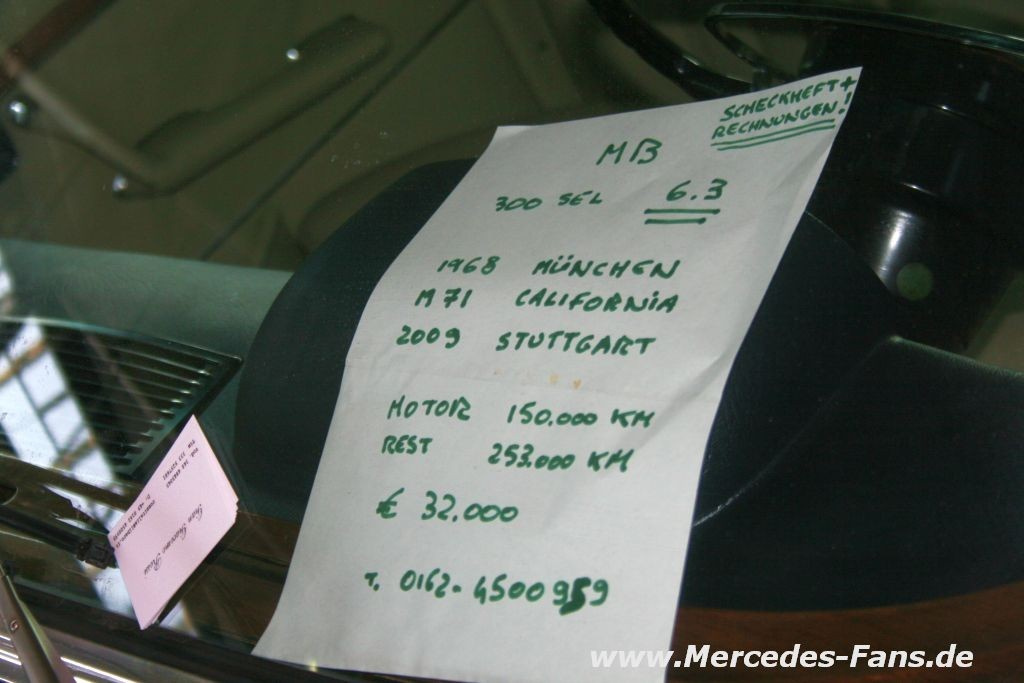 SCHECKHEFT +
RECHNUNGEN!
MB
300 SEL 6.3
1968 MÜNCHEN
M 71 CALIFORNIA
2009 STUTTGART
MOTOR 150.000 KM
REST 253.000 KM
€ 32.000
T. 0162-4500959
www.Mercedes-Fans.de